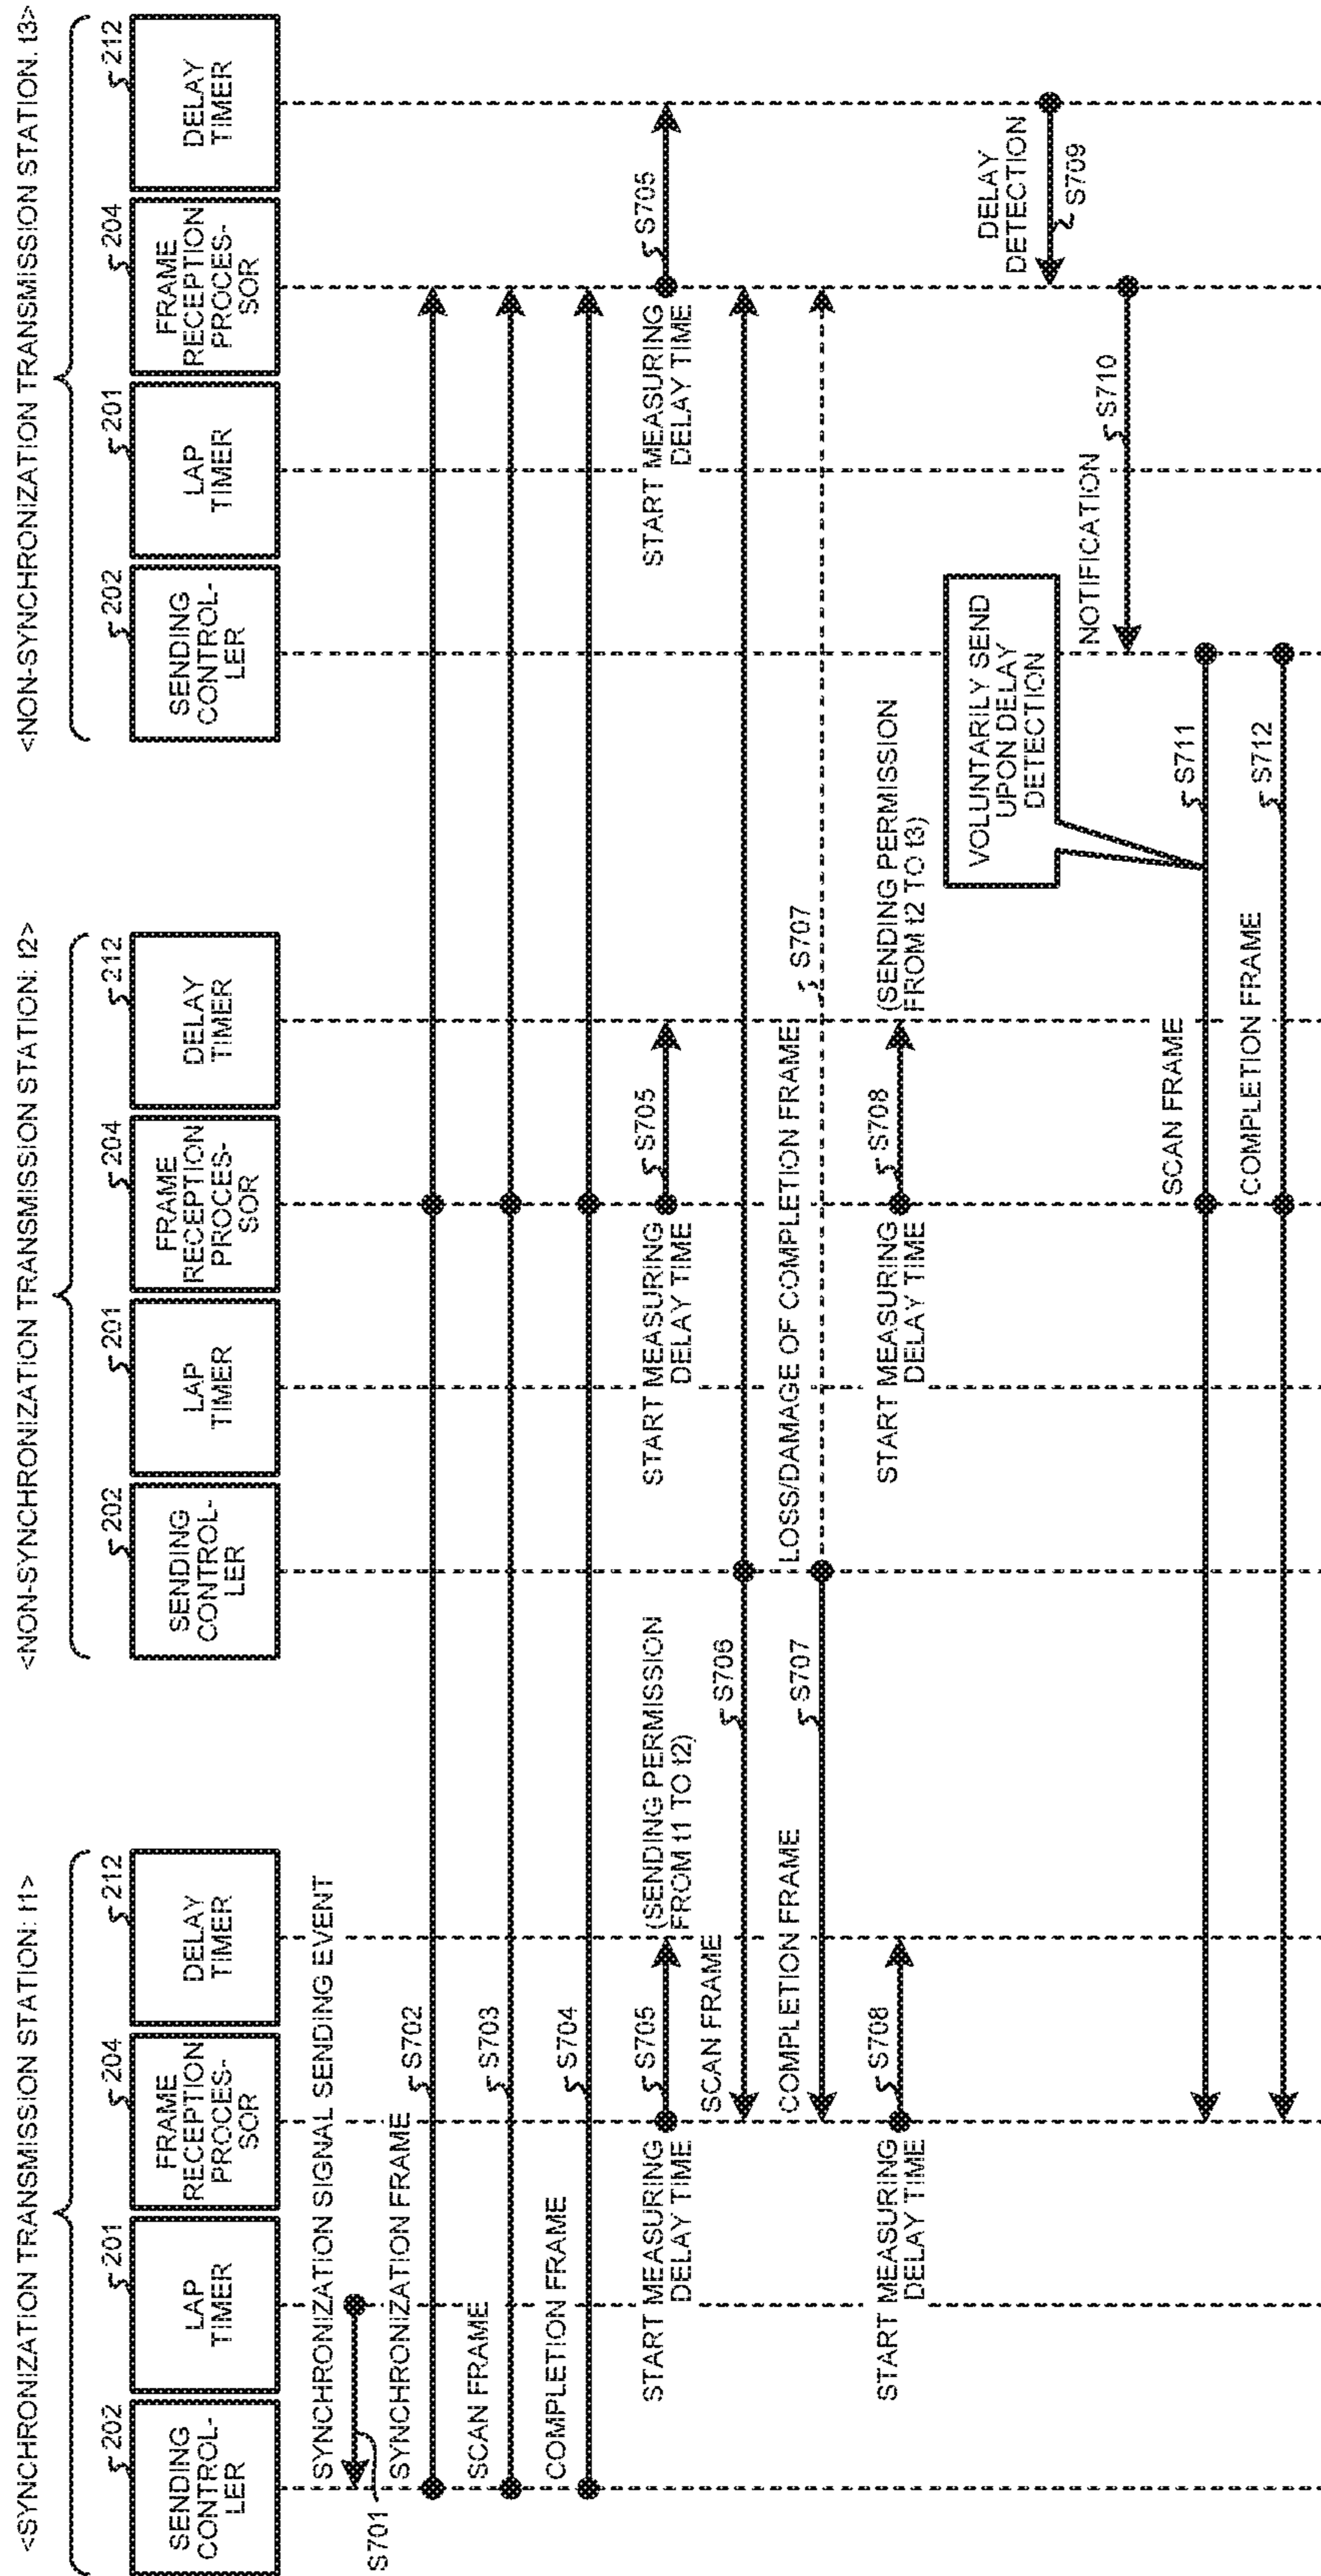 <SYNCHRONIZATION TRANSMISSION STATION: t1>
<NON-SYNCHRONIZATION TRANSMISSION STATION: t2>
<NON-SYNCHRONIZATION TRANSMISSION STATION: t3>
202
201
204
212
202
201
204
212
202
201
204
212
SENDING
CONTROL-
LER
LAP
TIMER
FRAME
RECEPTION
PROCES-
SOR
DELAY
TIMER
SENDING
CONTROL-
LER
LAP
TIMER
FRAME
RECEPTION
PROCES-
SOR
DELAY
TIMER
SENDING
CONTROL-
LER
LAP
TIMER
FRAME
RECEPTION
PROCES-
SOR
DELAY
TIMER
SYNCHRONIZATION SIGNAL SENDING EVENT
S701
SYNCHRONIZATION FRAME
S702
SCAN FRAME
S703
COMPLETION FRAME
S704
START MEASURING
DELAY TIME
S705
(SENDING PERMISSION
FROM t1 TO t2)
START MEASURING
DELAY TIME
S705
START MEASURING
DELAY TIME
S705
SCAN FRAME
S706
COMPLETION FRAME
S707
LOSS/DAMAGE OF COMPLETION FRAME
S707
START MEASURING
DELAY TIME
S708
START MEASURING
DELAY TIME
S708
(SENDING PERMISSION
FROM t2 TO t3)
DELAY
DETECTION
S709
VOLUNTARILY SEND
UPON DELAY
DETECTION
NOTIFICATION
S710
SCAN FRAME
S711
COMPLETION FRAME
S712